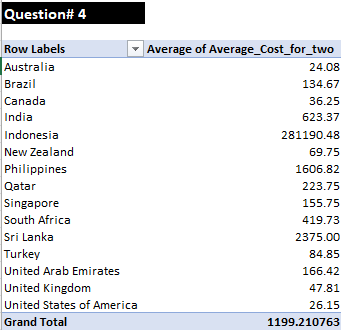 Question# 4
Row Labels Average of Average_Cost_for_two
Australia 24.08
Brazil 134.67
Canada 36.25
India 623.37
Indonesia 281190.48
New Zealand 69.75
Philippines 1606.82
Qatar 223.75
Singapore 155.75
South Africa 419.73
Sri Lanka 2375.00
Turkey 84.85
United Arab Emirates 166.42
United Kingdom 47.81
United States of America 26.15
Grand Total 1199.210763